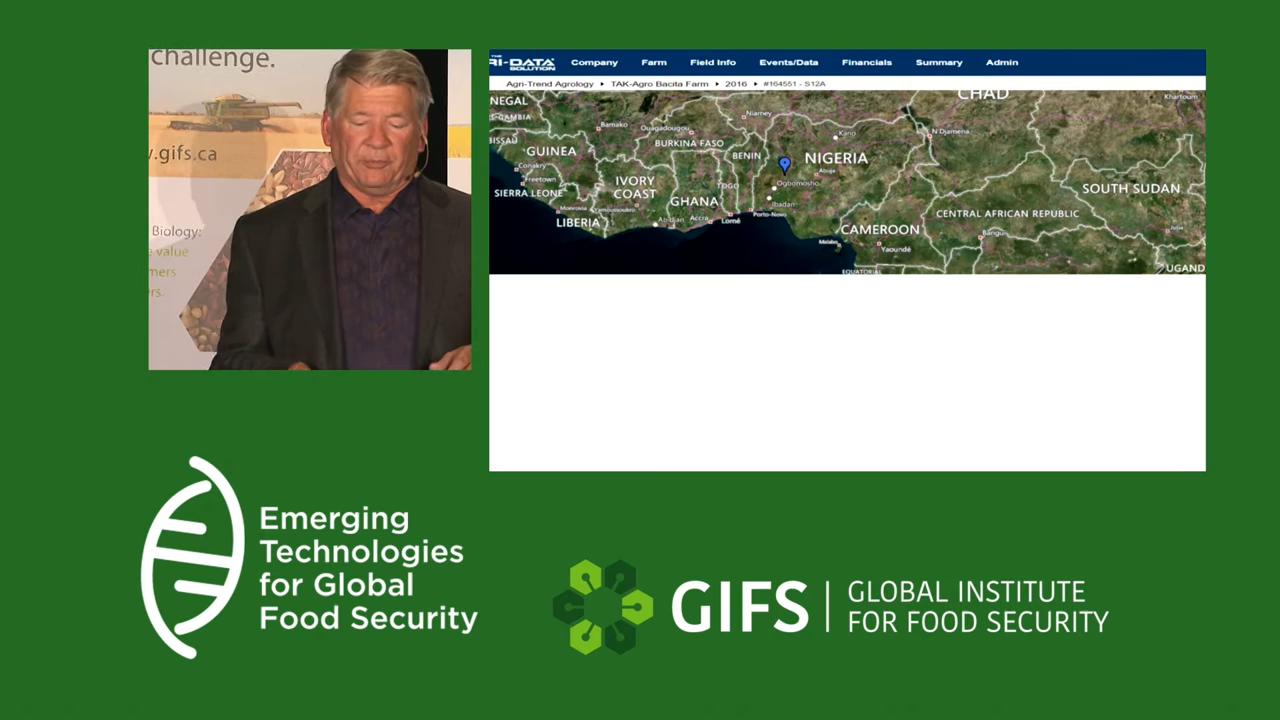 challenge.
v.gifs.ca
Biology:
e value
mers
rs.
THE
RI-DATA
SOLUTION
Company Farm Field Info Events/Data Financials Summary Admin
Agri-Trend Agrology ▸ TAK-Agro Bacita Farm ▸ 2016 ▸ #164551 - S12A
CHAD
Khartoum
NEGAL
E-GAMBIA
BISSAU
Niamey
Bamako
Ouagadougou
Kano
N Djamena
BURKINA FASO
GUINEA
BENIN
NIGERIA
Conakry
Abuja
Freetown
IVORY
COAST
TOGO
Ogbomosho
SOUTH SUDAN
SIERRA LEONE
GHANA
Ibadan
Monrovia
Yamoussoukro
LIBERIA
Abidjan
Accra
Lomé
Porto-Novo
CENTRAL AFRICAN REPUBLIC
CAMEROON
Bangui
Juba
Malabo
Yaoundé
EQUATORIAL
UGAND
Emerging
Technologies
for Global
Food Security
GIFS
GLOBAL INSTITUTE
FOR FOOD SECURITY